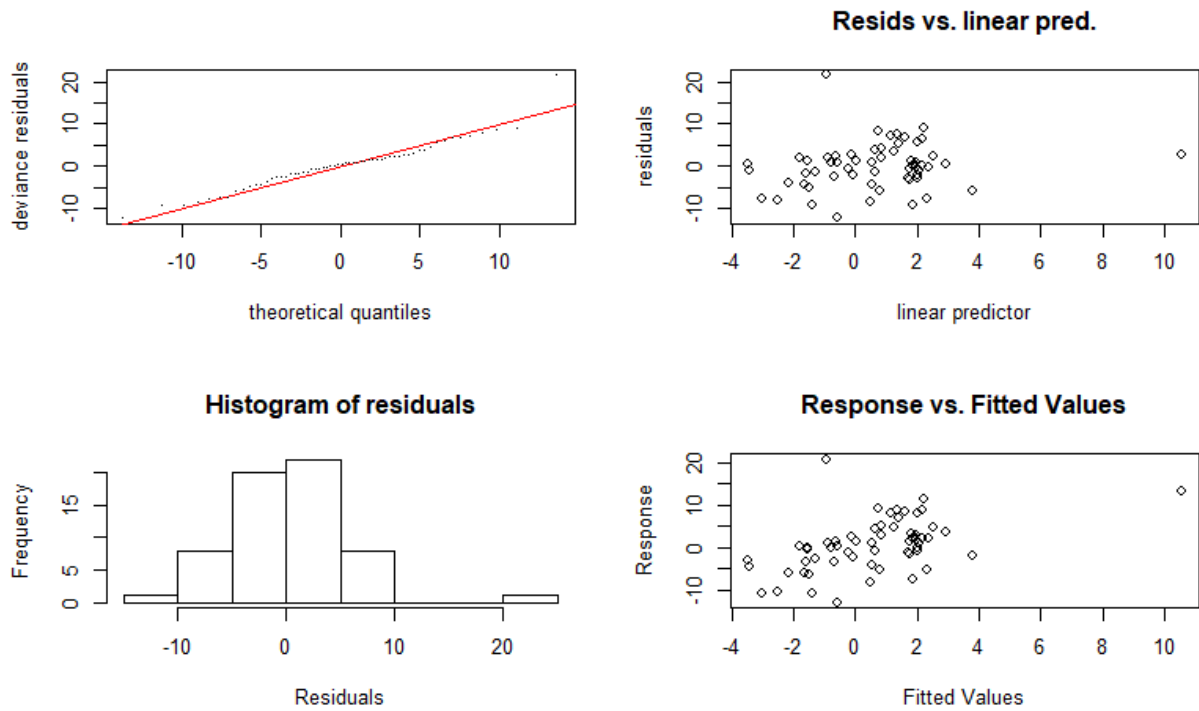 deviance residuals
20
10
0
-10
-10 -5 0 5 10
theoretical quantiles
Resids vs. linear pred.
residuals
20
10
0
-10
-4 -2 0 2 4 6 8 10
linear predictor
Histogram of residuals
Frequency
15
5
0
-10 0 10 20
Residuals
Response vs. Fitted Values
Response
20
10
0
-10
-4 -2 0 2 4 6 8 10
Fitted Values